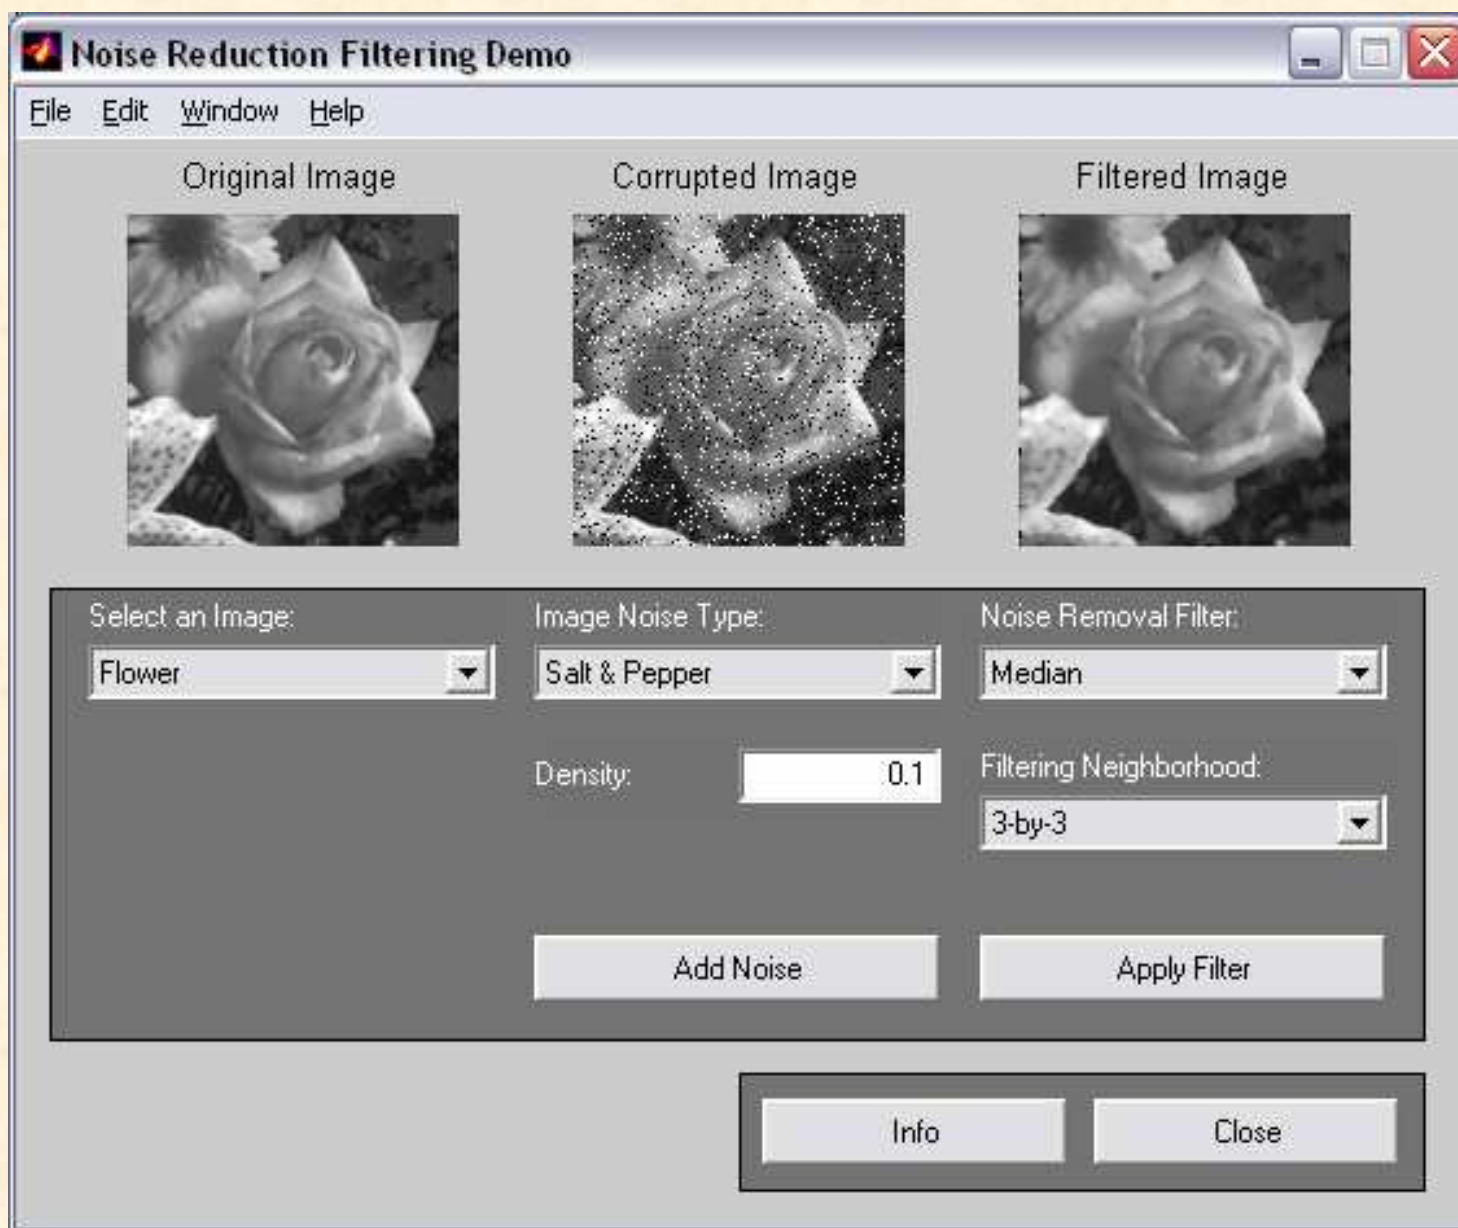 Noise Reduction Filtering Demo
File Edit Window Help
Original Image Corrupted Image Filtered Image
Select an Image: Image Noise Type: Noise Removal Filter:
Flower Salt & Pepper Median
Density: 0.1 Filtering Neighborhood:
3-by-3
Add Noise Apply Filter
Info Close